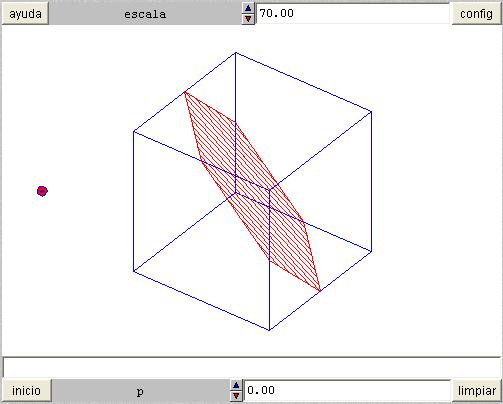 ayuda escala 70.00 config
inicio p 0.00 limpiar